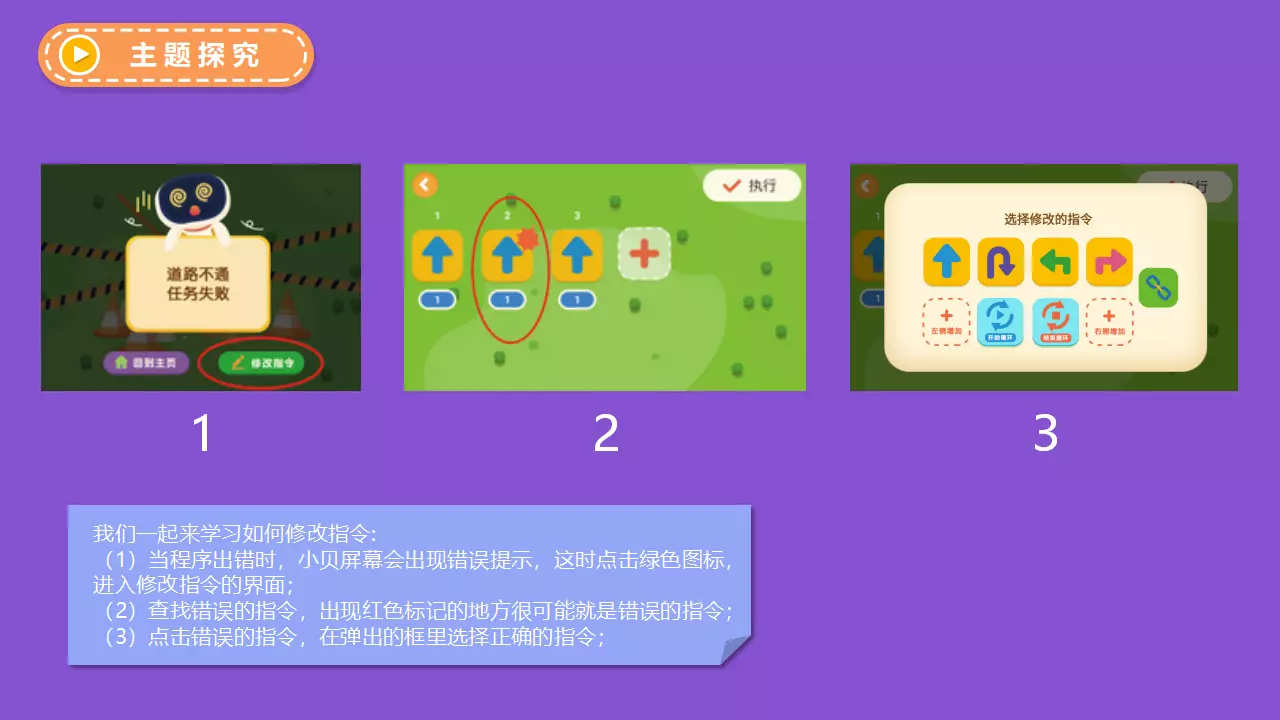 主题探究
道路不通
任务失败
回到主页
修改指令
执行
1
2
3
1
1
1
执行
1
选择修改的指令
左侧增加
开始循环
结束循环
右侧增加
1
1
2
3
我们一起来学习如何修改指令:
（1）当程序出错时，小贝屏幕会出现错误提示，这时点击绿色图标，
进入修改指令的界面；
（2）查找错误的指令，出现红色标记的地方很可能就是错误的指令；
（3）点击错误的指令，在弹出的框里选择正确的指令；